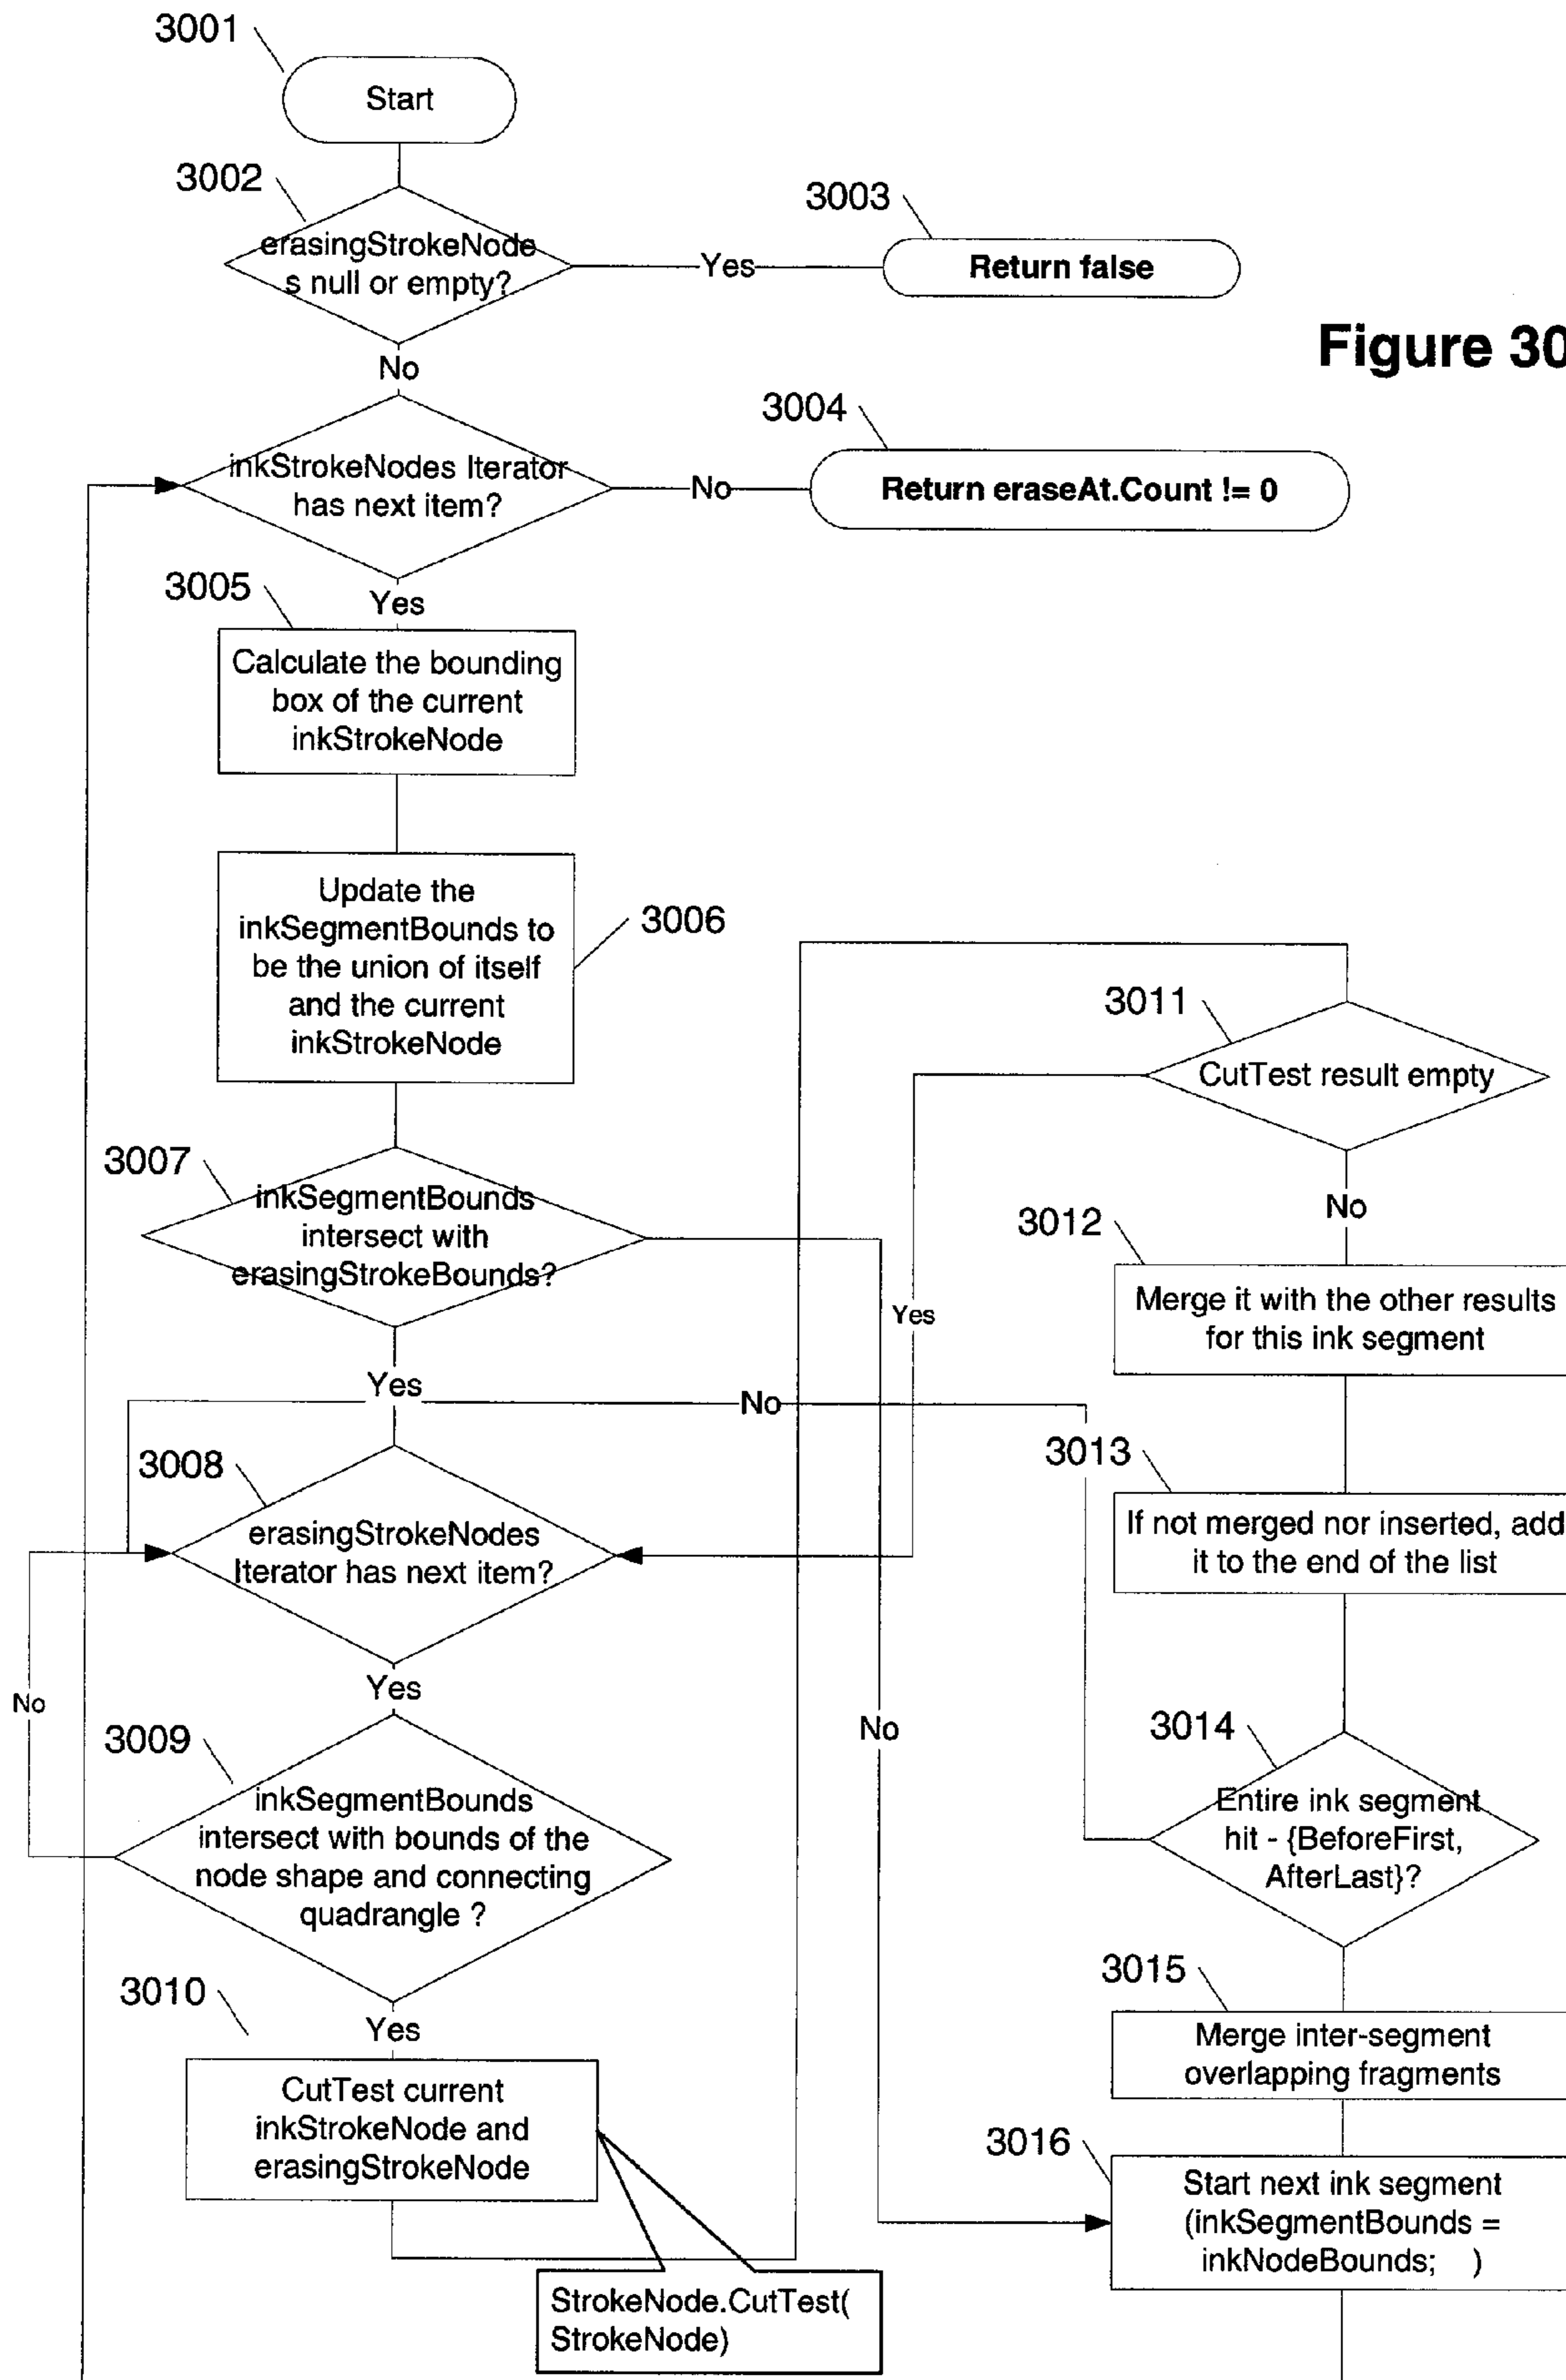 3001
Start
3002
erasingStrokeNode
s null or empty?
Yes
3003
Return false
No
Figure 30
3004
inkStrokeNodes Iterator
has next item?
No
Return eraseAt.Count != 0
3005
Yes
Calculate the bounding
box of the current
inkStrokeNode
Update the
inkSegmentBounds to
be the union of itself
and the current
inkStrokeNode
3006
3007
inkSegmentBounds
intersect with
erasingStrokeBounds?
Yes
No
3008
erasingStrokeNodes
Iterator has next item?
Yes
No
3009
inkSegmentBounds
intersect with bounds of the
node shape and connecting
quadrangle ?
No
3010
Yes
CutTest current
inkStrokeNode and
erasingStrokeNode
StrokeNode.CutTest(
StrokeNode)
3011
CutTest result empty
Yes
No
3012
Merge it with the other results
for this ink segment
3013
If not merged nor inserted, add
it to the end of the list
3014
Entire ink segment
hit - {BeforeFirst,
AfterLast}?
3015
Merge inter-segment
overlapping fragments
3016
Start next ink segment
(inkSegmentBounds =
inkNodeBounds; )